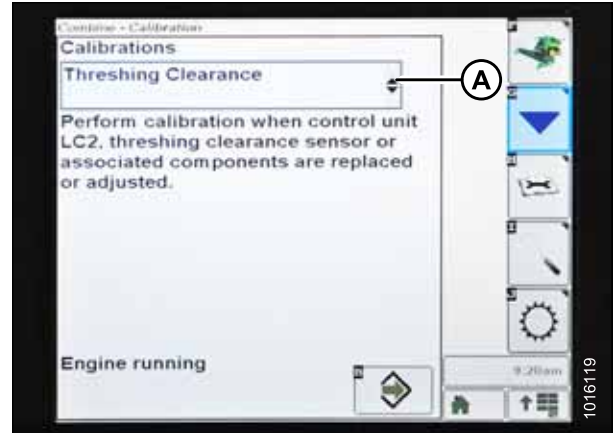 Combine - Calibration
Calibrations
Threshing Clearance
A
Perform calibration when control unit
LC2, threshing clearance sensor or
associated components are replaced
or adjusted.
Engine running
9:20am
1016119